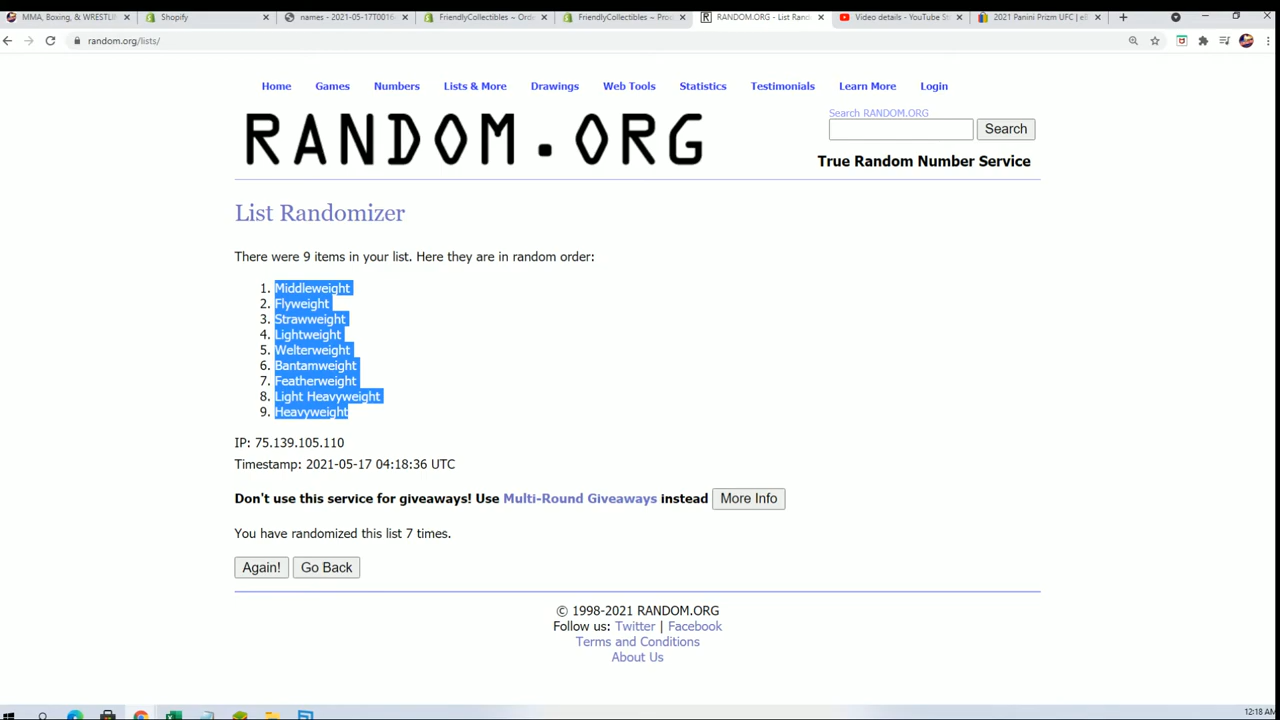 MMA, Boxing, & WRESTLI
Shopify
names - 2021-05-17T0016
FriendlyCollectibles ~ Ord
FriendlyCollectibles ~ Pro
RANDOM.ORG - List Rand
Video details - YouTube St
2021 Panini Prizm UFC | e
random.org/lists/
Home Games Numbers Lists & More Drawings Web Tools Statistics Testimonials Learn More Login
Search RANDOM.ORG
RANDOM.ORG
Search
True Random Number Service
List Randomizer
There were 9 items in your list. Here they are in random order:
1. Middleweight
2. Flyweight
3. Strawweight
4. Lightweight
5. Welterweight
6. Bantamweight
7. Featherweight
8. Light Heavyweight
9. Heavyweight
IP: 75.139.105.110
Timestamp: 2021-05-17 04:18:36 UTC
Don't use this service for giveaways! Use Multi-Round Giveaways instead More Info
You have randomized this list 7 times.
Again! Go Back
© 1998-2021 RANDOM.ORG
Follow us: Twitter | Facebook
Terms and Conditions
About Us
12:18 AM